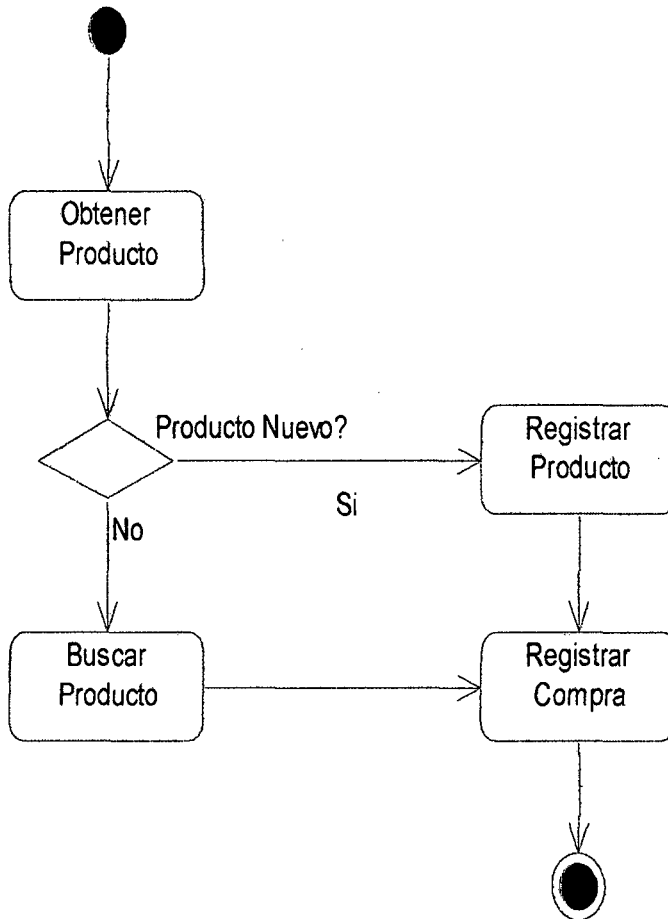 Obtener
Producto
Producto Nuevo?
Si
No
Registrar
Producto
Buscar
Producto
Registrar
Compra